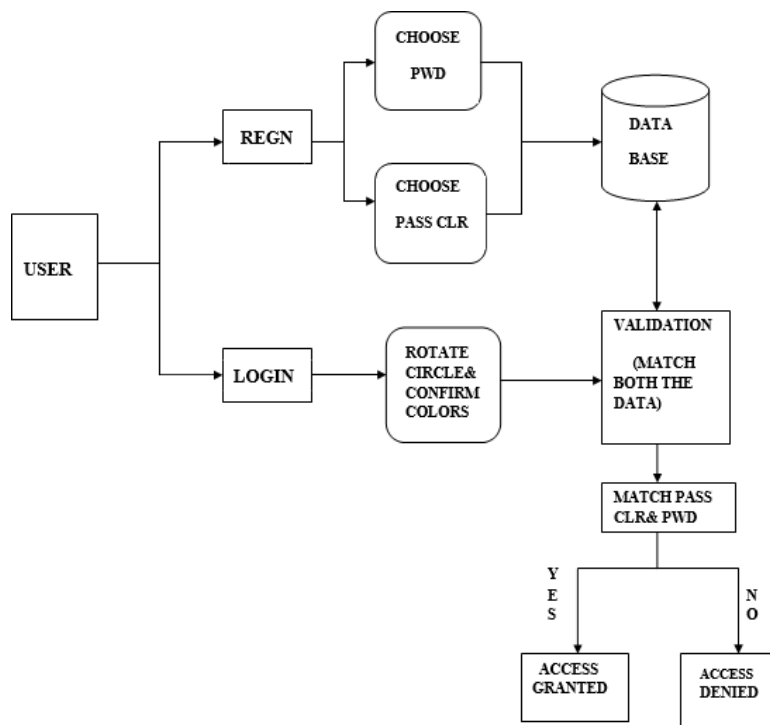 CHOOSE
PWD
REGN
DATA
BASE
CHOOSE
PASS CLR
USER
VALIDATION
(MATCH
BOTH THE
DATA)
LOGIN
ROTATE
CIRCLE&
CONFIRM
COLORS
MATCH PASS
CLR& PWD
Y
E
S
N
O
ACCESS
GRANTED
ACCESS
DENIED